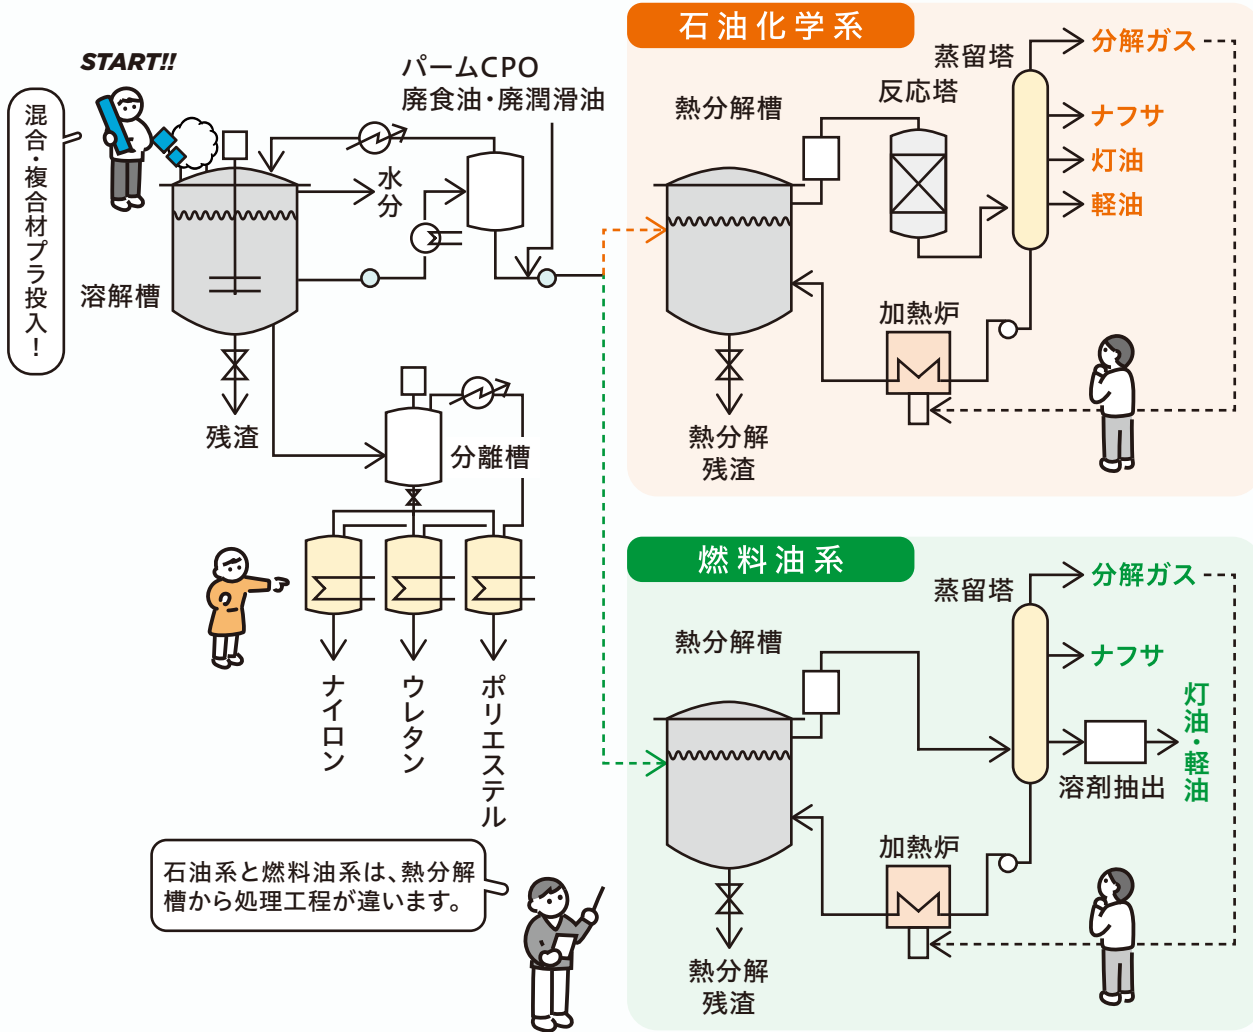 START!!
混合・複合材プラ投入！
パームCPO
廃食油・廃潤滑油
水分
溶解槽
残渣
分離槽
ナイロン
ウレタン
ポリエステル
石油系と燃料油系は、熱分解
槽から処理工程が違います。
石油化学系
熱分解槽
反応塔
蒸留塔
分解ガス
ナフサ
灯油
軽油
加熱炉
熱分解
残渣
燃料油系
熱分解槽
蒸留塔
分解ガス
ナフサ
灯油・軽油
溶剤抽出
加熱炉
熱分解
残渣